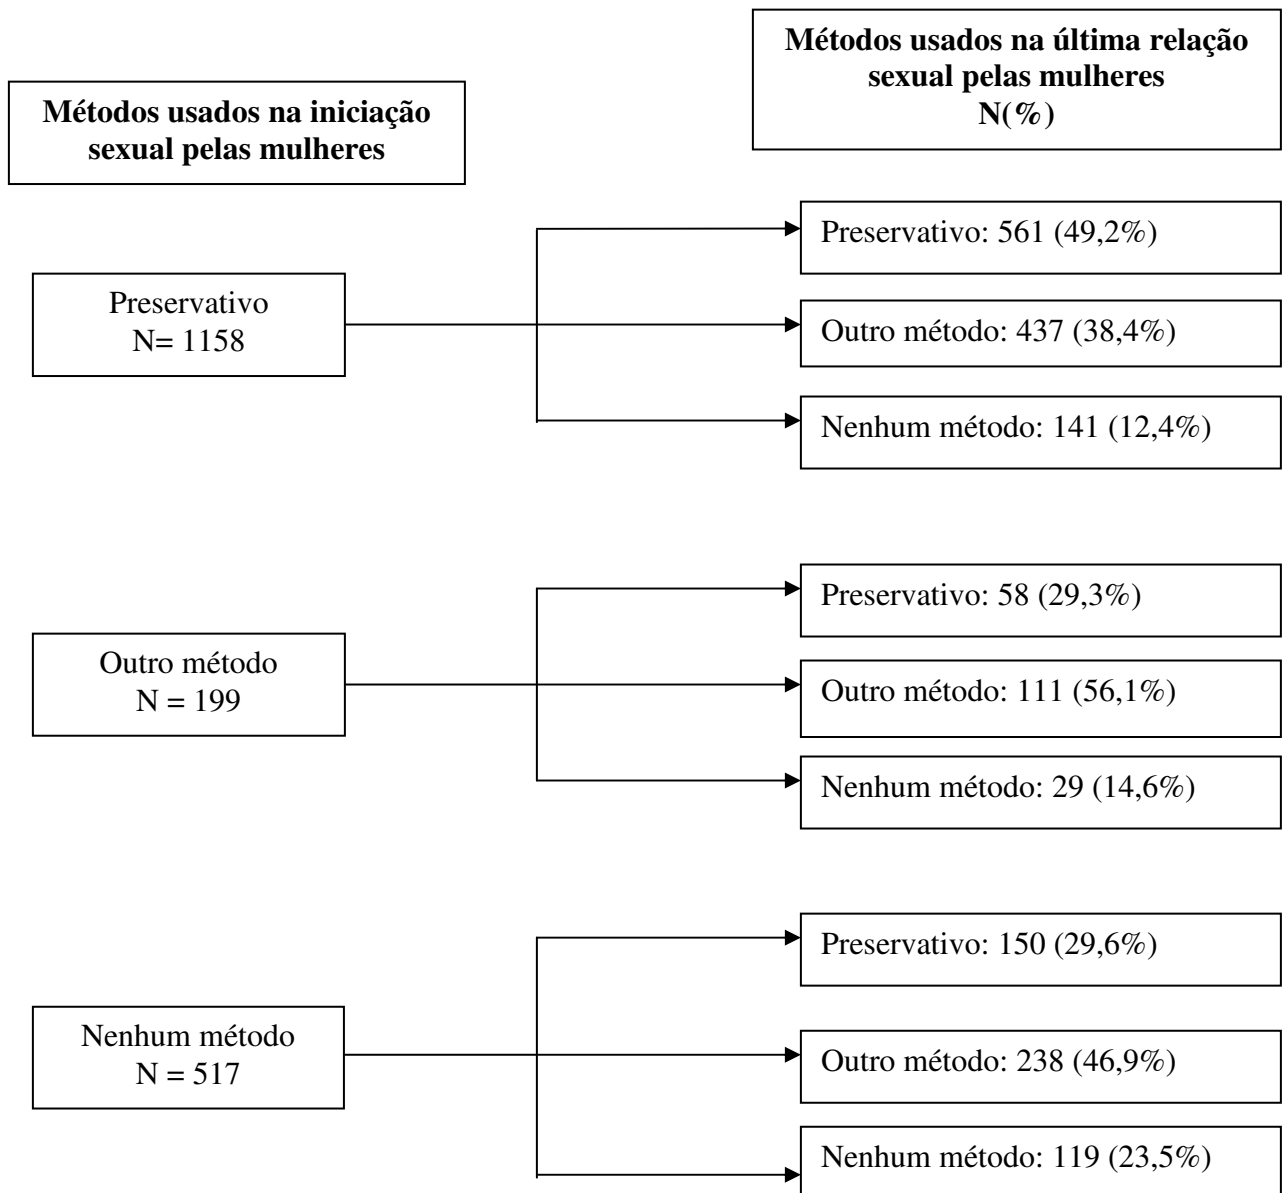 Métodos usados na iniciação
sexual pelas mulheres
Métodos usados na última relação
sexual pelas mulheres
N(%)
Preservativo
N= 1158
Preservativo: 561 (49,2%)
Outro método: 437 (38,4%)
Nenhum método: 141 (12,4%)
Outro método
N = 199
Preservativo: 58 (29,3%)
Outro método: 111 (56,1%)
Nenhum método: 29 (14,6%)
Nenhum método
N = 517
Preservativo: 150 (29,6%)
Outro método: 238 (46,9%)
Nenhum método: 119 (23,5%)